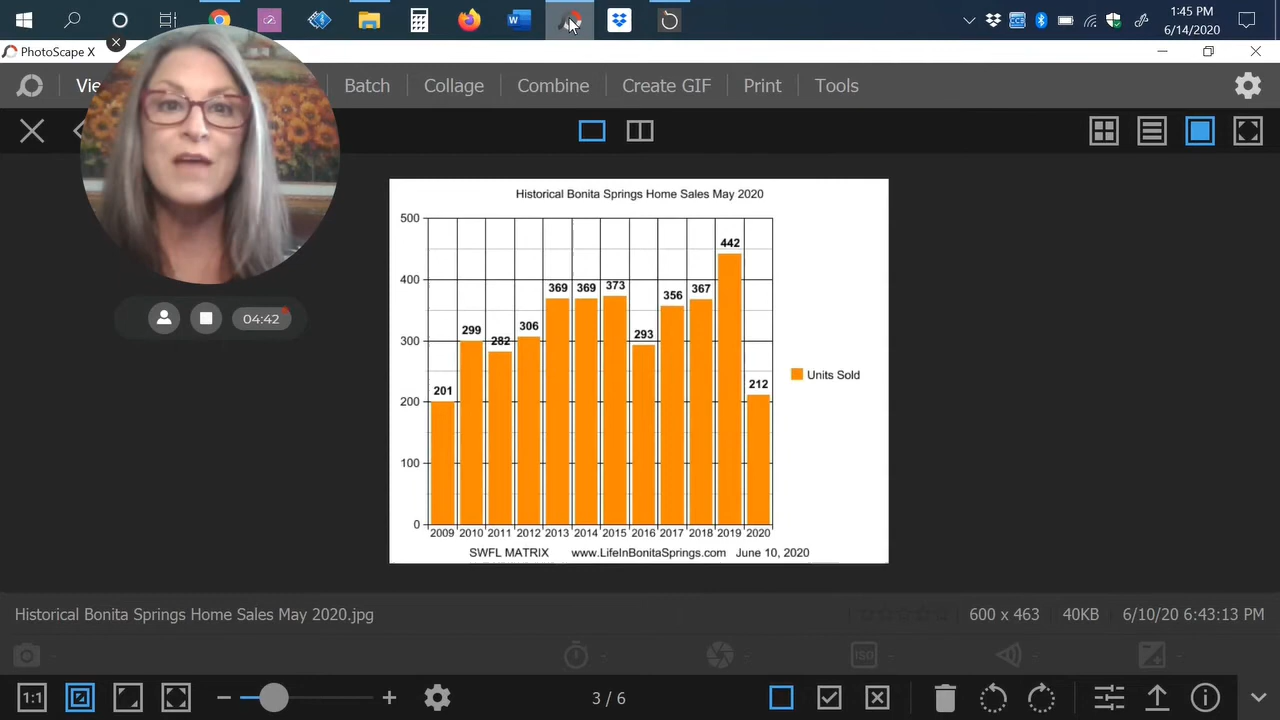 1:45 PM
6/14/2020
PhotoScape X
Batch
Collage
Combine
Create GIF
Print
Tools
04:42
Historical Bonita Springs Home Sales May 2020
500
400
300
200
100
0
201
299
282
306
369
369
373
293
356
367
442
212
Units Sold
2009 2010 2011 2012 2013 2014 2015 2016 2017 2018 2019 2020
SWFL MATRIX www.LifeInBonitaSprings.com June 10, 2020
Historical Bonita Springs Home Sales May 2020.jpg
600 x 463 40KB 6/10/20 6:43:13 PM
ISO
1:1
3 / 6